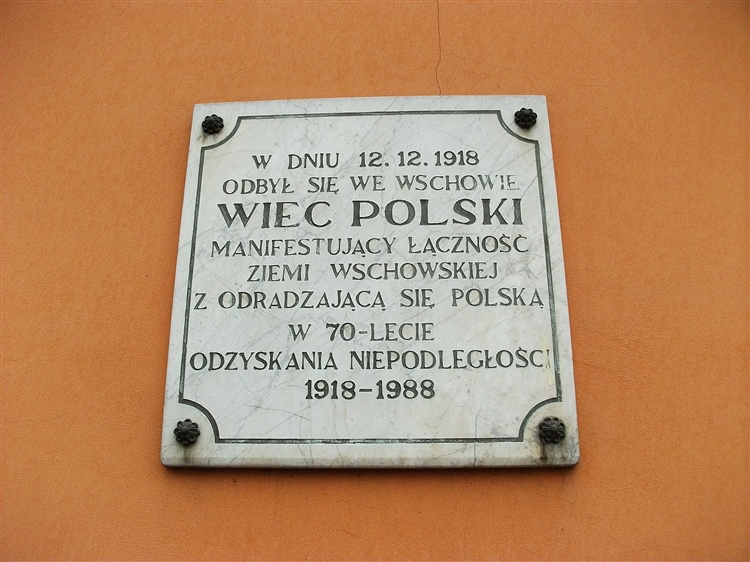 W DNIU 12.12.1918
ODBYŁ SIĘ WE WSCHOWIE
WIEC POLSKI
MANIFESTUJĄCY ŁĄCZNOŚĆ
ZIEMI WSCHOWSKIEJ
Z ODRADZAJĄCĄ SIĘ POLSKĄ
W 70-LECIE
ODZYSKANIA NIEPODLEGŁOŚCI
1918-1988